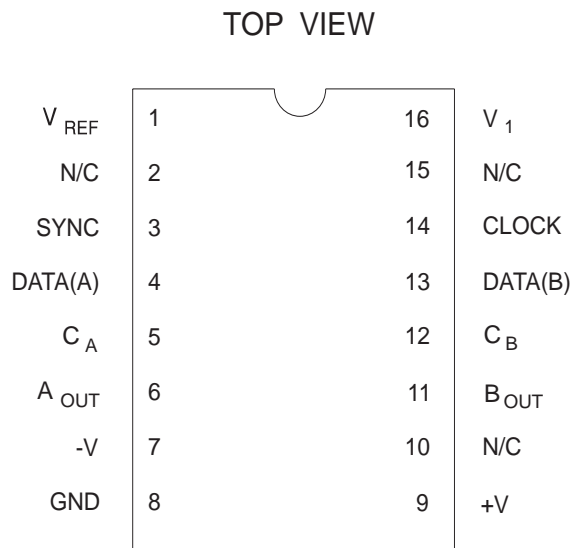 TOP VIEW
V REF 1 16 V 1
N/C 2 15 N/C
SYNC 3 14 CLOCK
DATA(A) 4 13 DATA(B)
C A 5 12 C B
A OUT 6 11 B OUT
-V 7 10 N/C
GND 8 9 +V